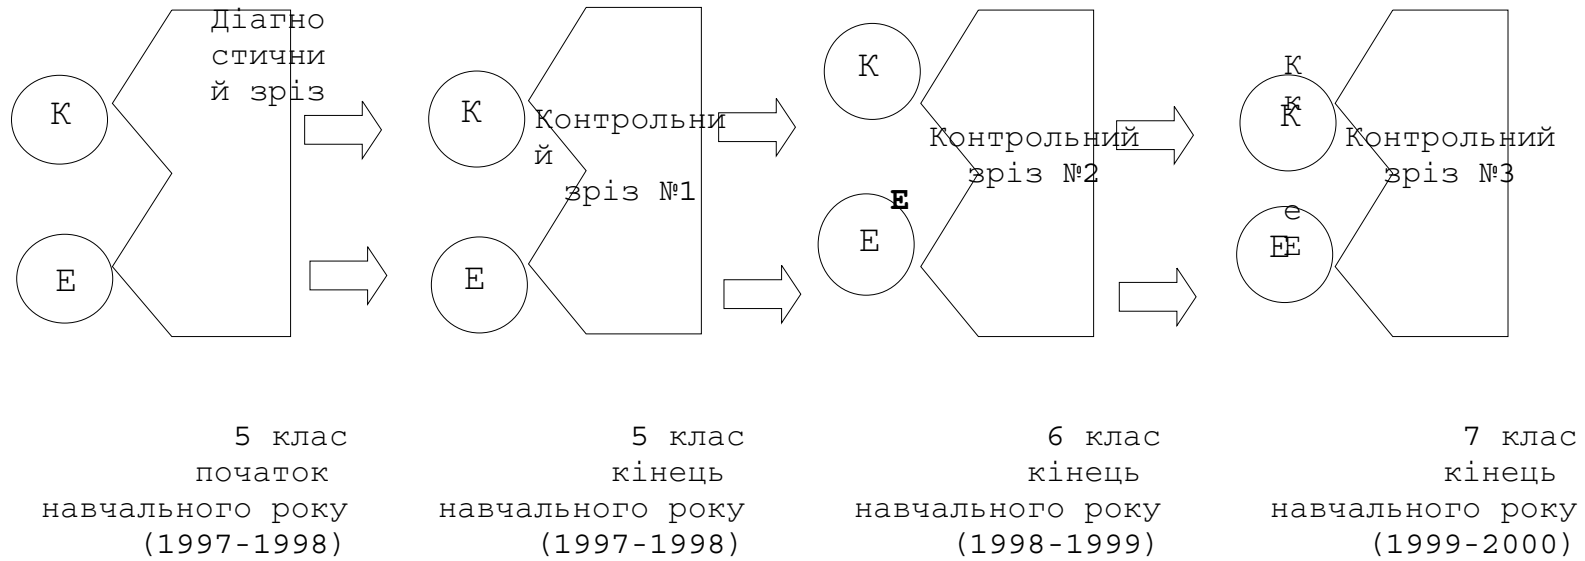 Діагно
стични
й зріз
К
Е
К
Контрольни
й
зріз №1
Е
К
Контрольний
зріз №2
Е
Е
К
к
К
Контрольний
зріз №3
е
Е
Е
5 клас
початок
навчального року
(1997-1998)
5 клас
кінець
навчального року
(1997-1998)
6 клас
кінець
навчального року
(1998-1999)
7 клас
кінець
навчального року
(1999-2000)